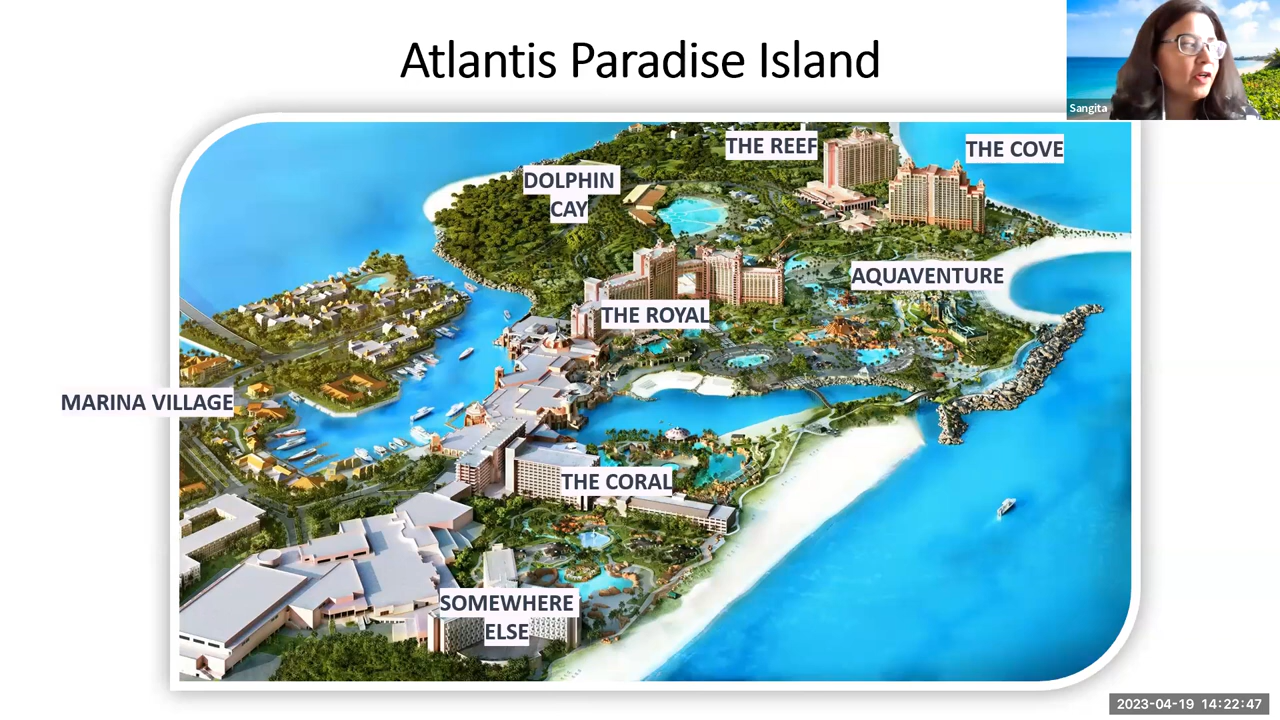 Atlantis Paradise Island
Sangita
THE REEF
THE COVE
DOLPHIN
CAY
AQUAVENTURE
THE ROYAL
MARINA VILLAGE
THE CORAL
SOMEWHERE
ELSE
2023-04-19 14:22:47